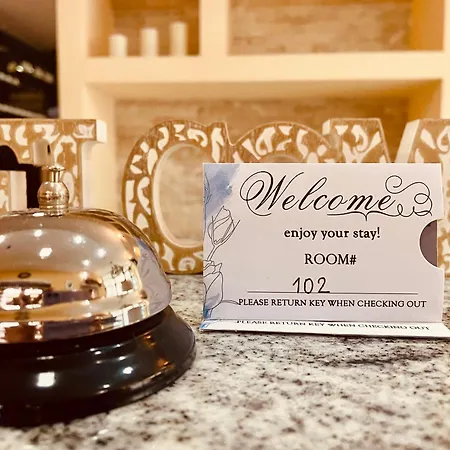 Welcome
enjoy your stay!
ROOM#
102
PLEASE RETURN KEY WHEN CHECKING OUT
PLEASE RETURN KEY WHEN CHECKING OUT